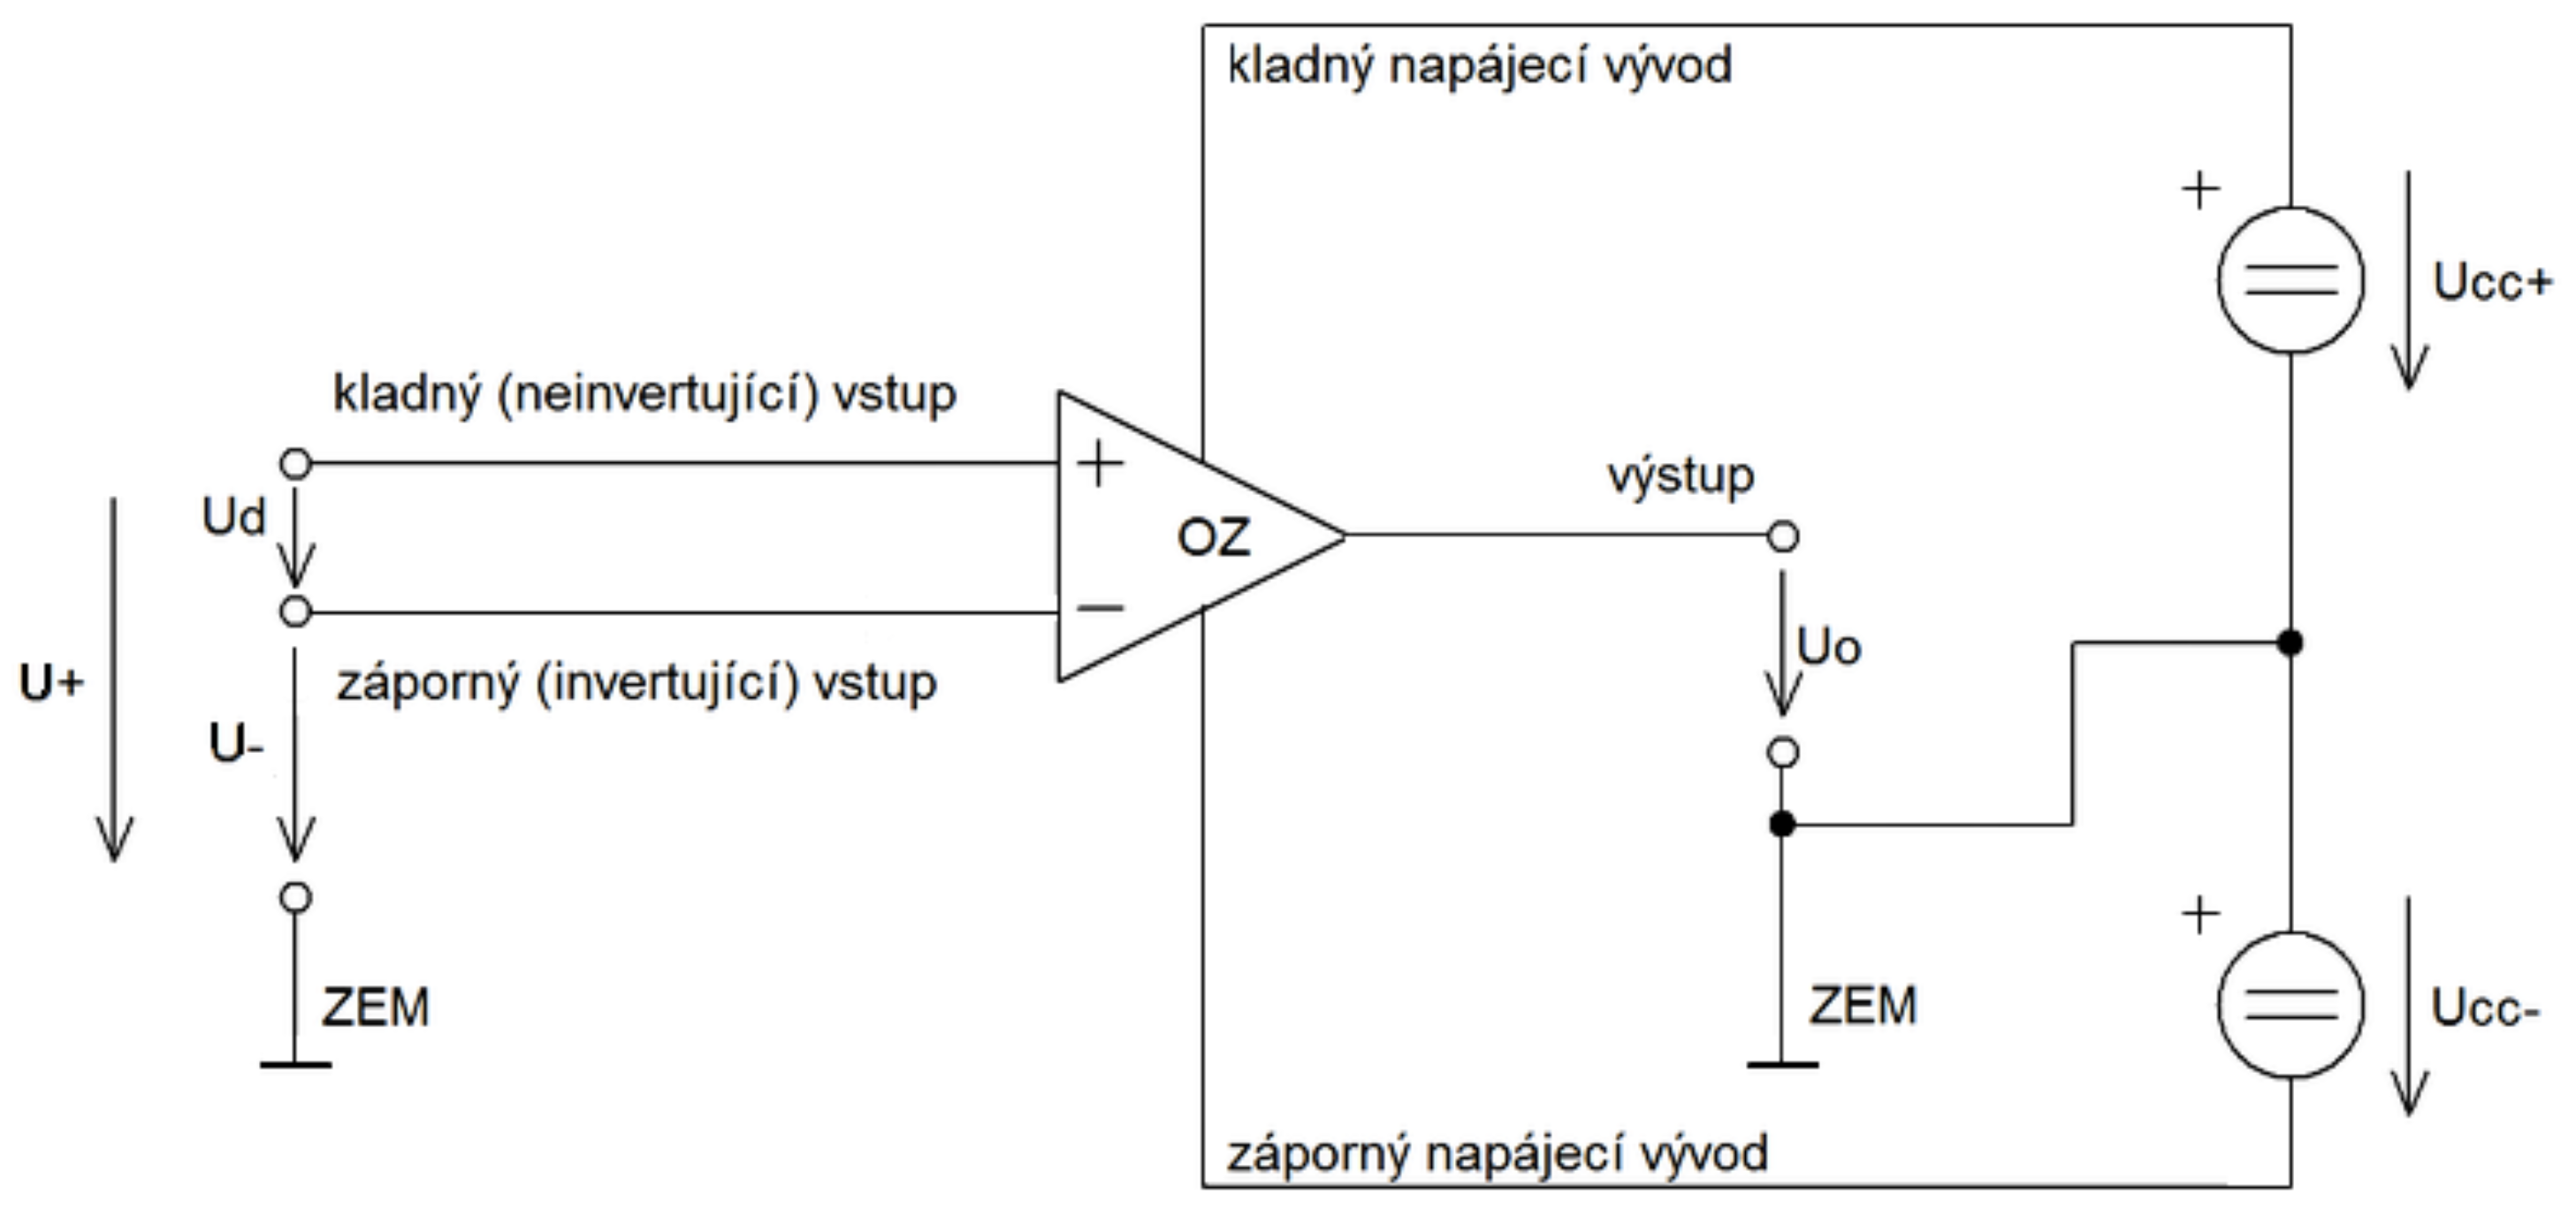 kladný napájecí vývod
+
Ucc+
kladný (neinvertující) vstup
+
výstup
Ud
OZ
−
Uo
U+
záporný (invertující) vstup
U-
+
ZEM
ZEM
Ucc-
záporný napájecí vývod